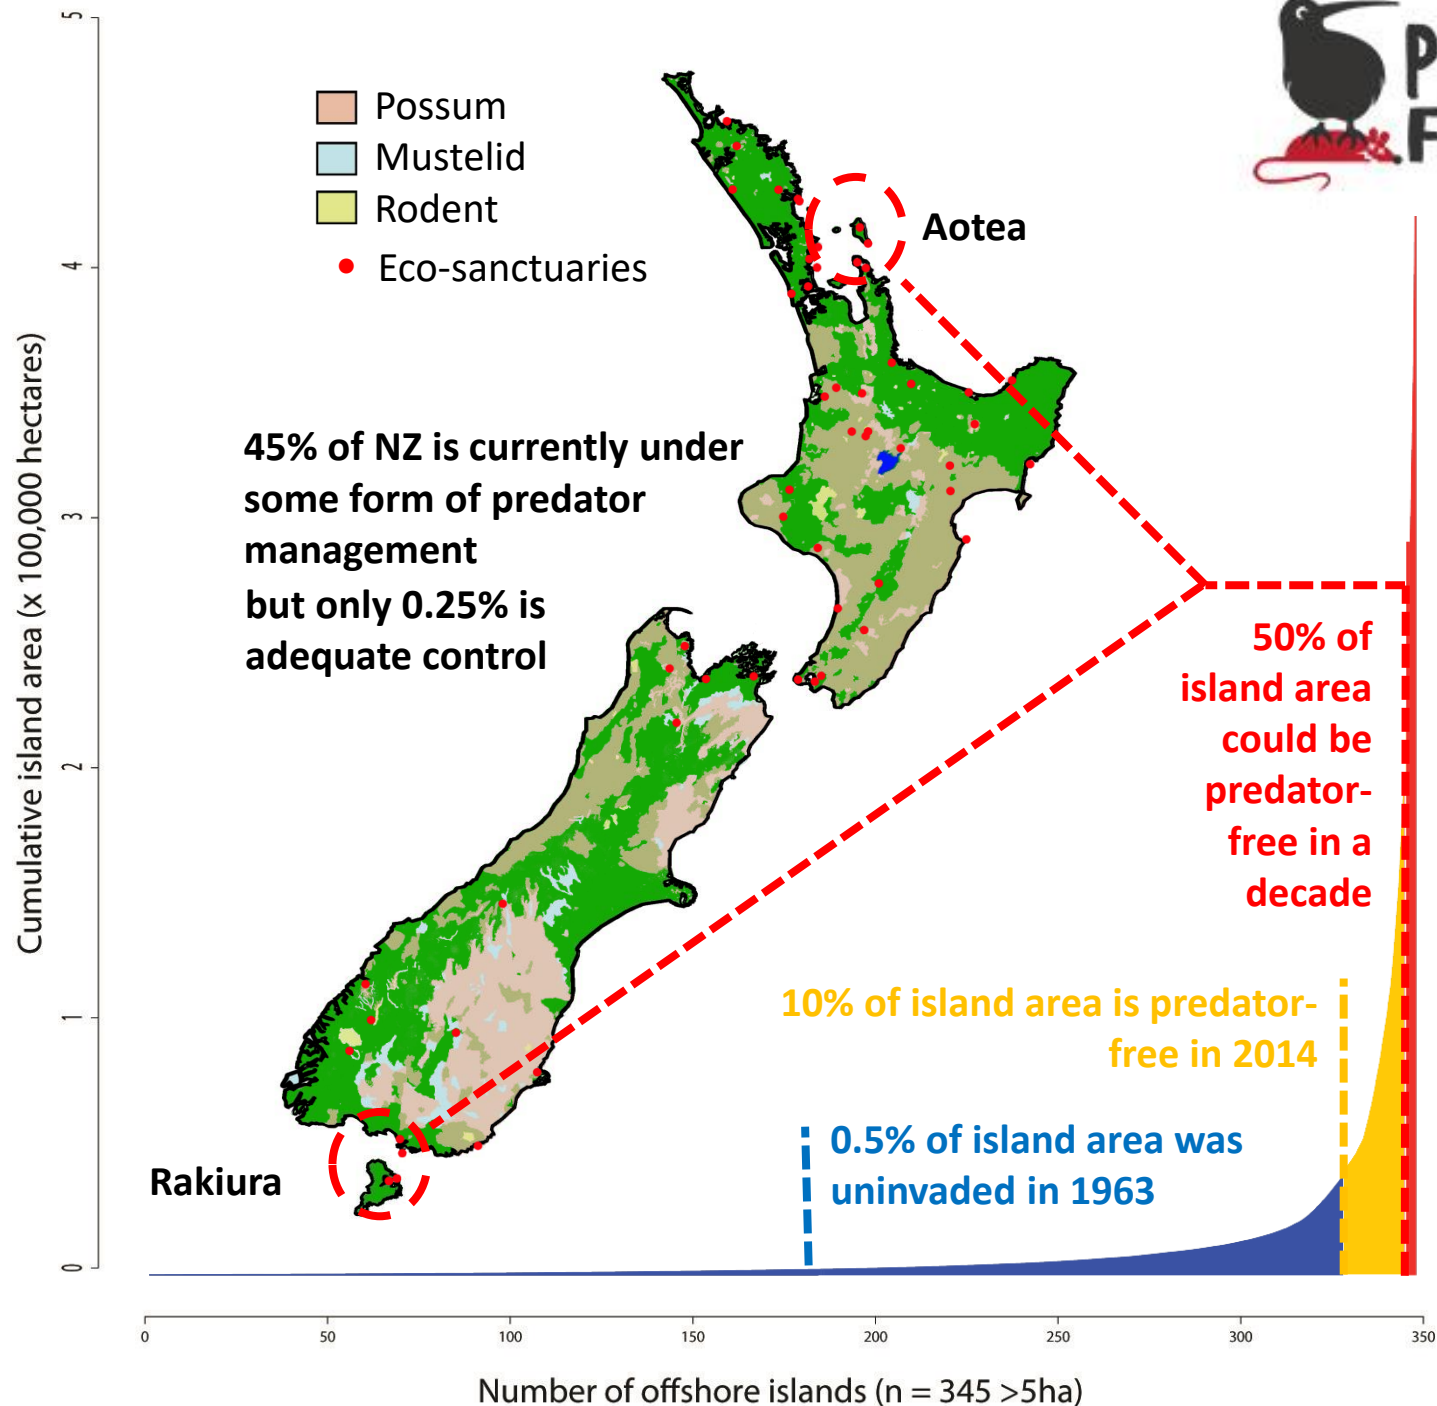 P
F
Possum
Mustelid
Rodent
Eco-sanctuaries
Aotea
45% of NZ is currently under
some form of predator
management
but only 0.25% is
adequate control
50% of
island area
could be
predator-
free in a
decade
10% of island area is predator-
free in 2014
0.5% of island area was
uninvaded in 1963
Rakiura
Cumulative island area (x 100,000 hectares)
5
4
3
2
1
0
0 50 100 150 200 250 300 350
Number of offshore islands (n = 345 >5ha)